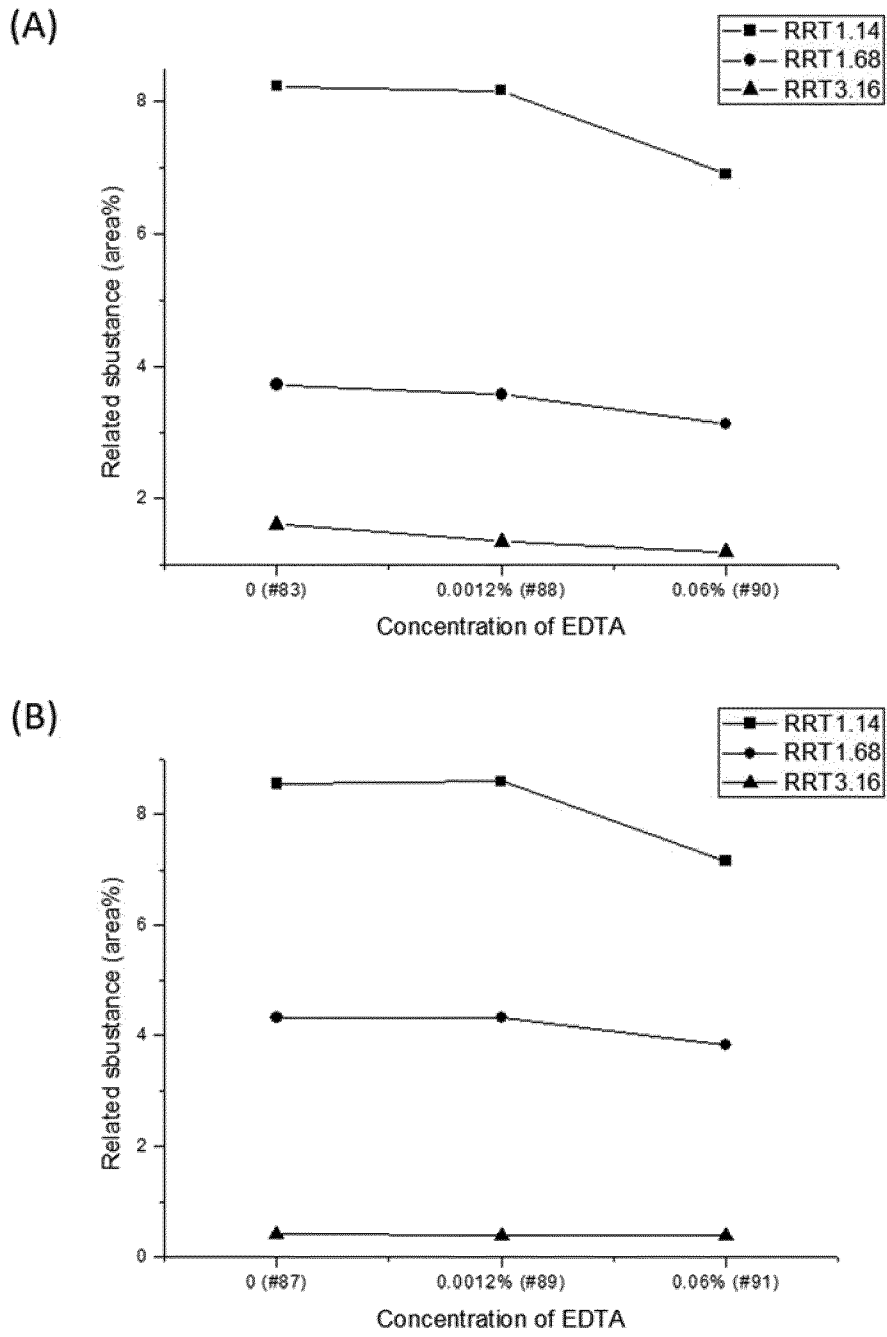 (A)
RRT1.14
RRT1.68
RRT3.16
Related sbustance (area%)
8
6
4
2
0 (#83)
0.0012% (#88)
0.06% (#90)
Concentration of EDTA
(B)
RRT1.14
RRT1.68
RRT3.16
Related sbustance (area%)
8
6
4
2
0
0 (#87)
0.0012% (#89)
0.06% (#91)
Concentration of EDTA